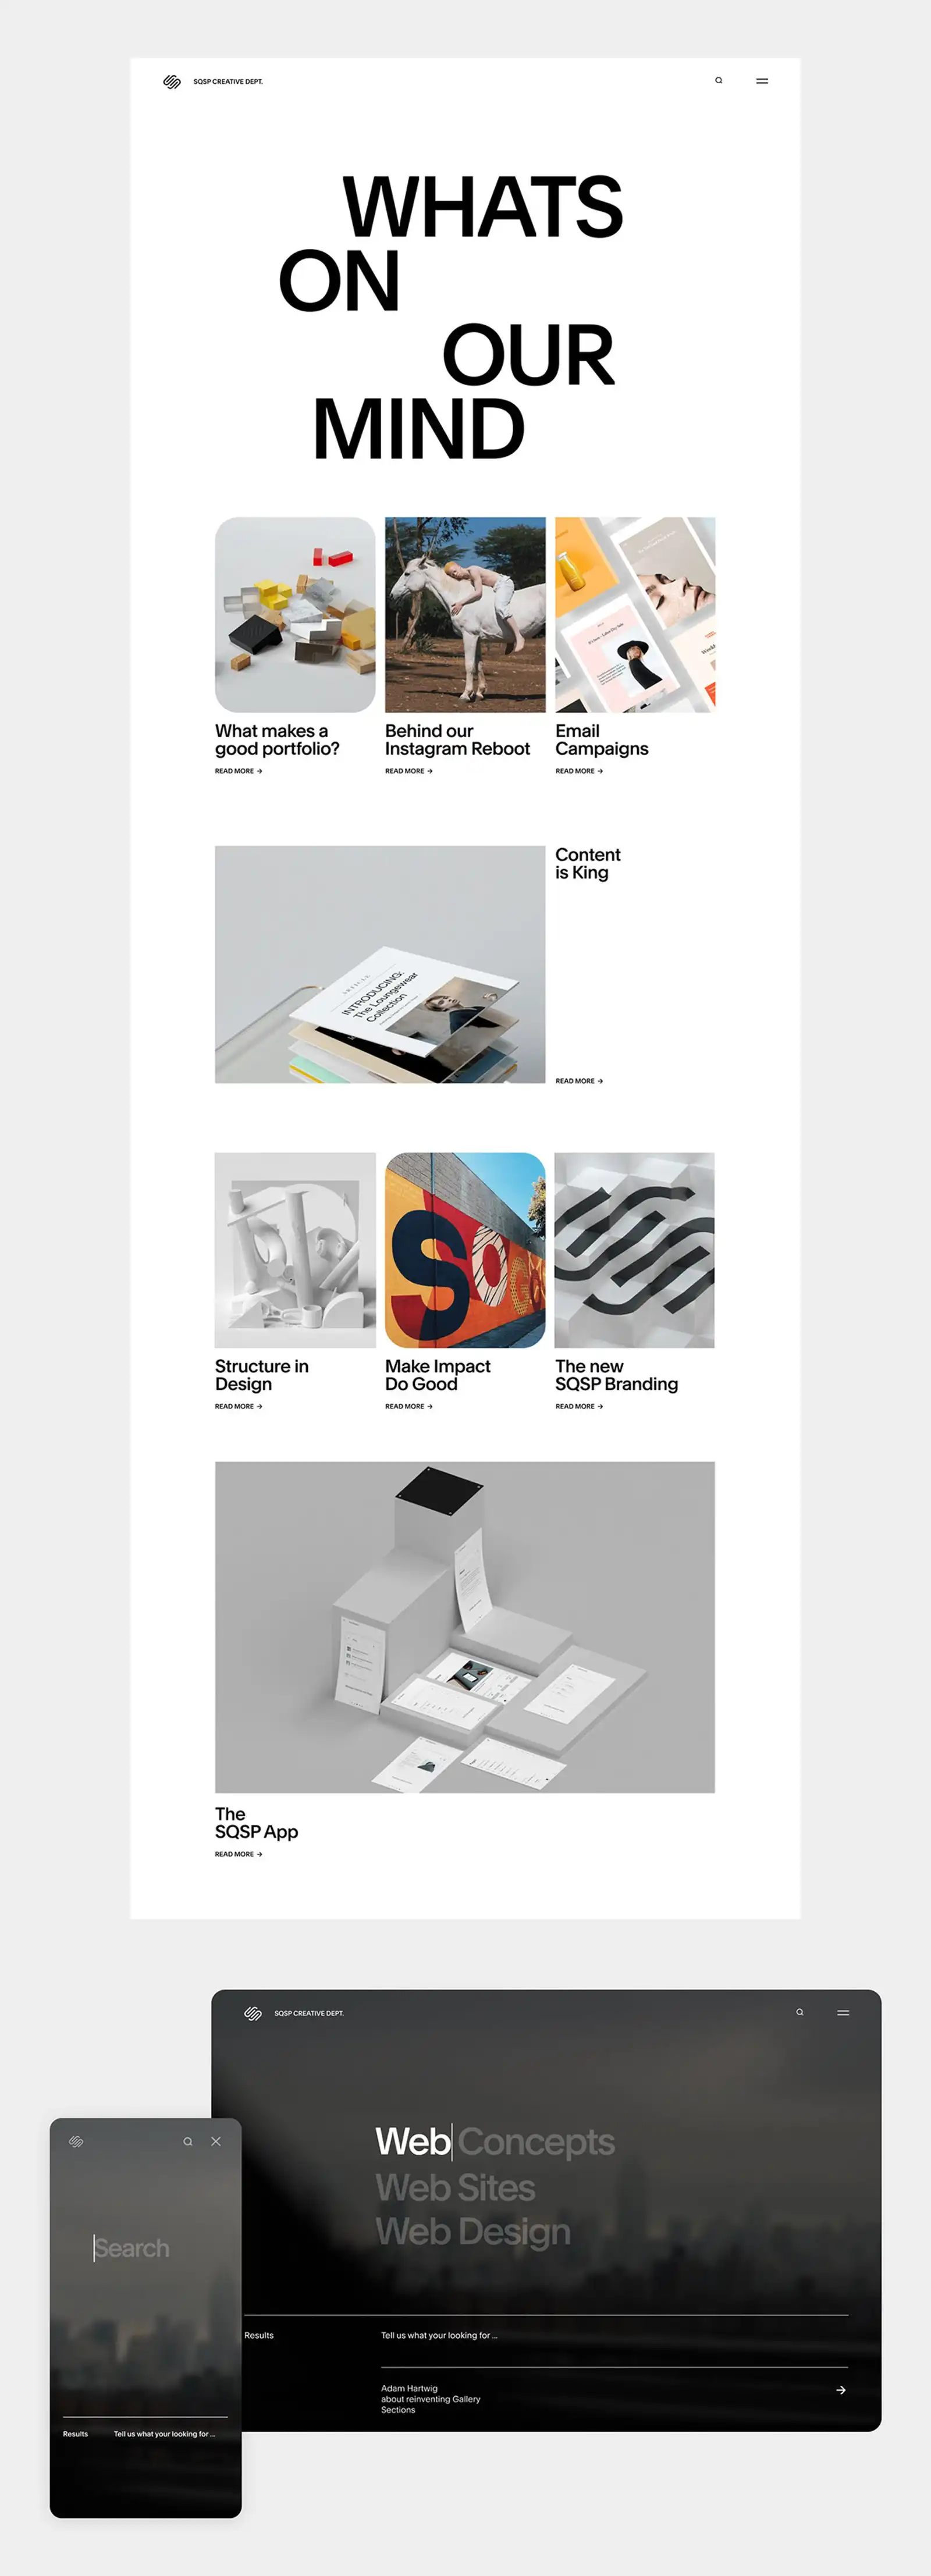 SQSP CREATIVE DEPT.
WHATS
ON
OUR
MIND
What makes a
good portfolio?
READ MORE →
Behind our
Instagram Reboot
READ MORE →
Email
Campaigns
READ MORE →
INTRODUCING:
The Loungewear
Collection
Content
is King
READ MORE →
Structure in
Design
READ MORE →
Make Impact
Do Good
READ MORE →
The new
SQSP Branding
READ MORE →
The
SQSP App
READ MORE →
SQSP CREATIVE DEPT.
Web Concepts
Web Sites
Web Design
Results
Tell us what your looking for ...
Adam Hartwig
about reinventing Gallery
Sections
Search
Results
Tell us what your looking for ...